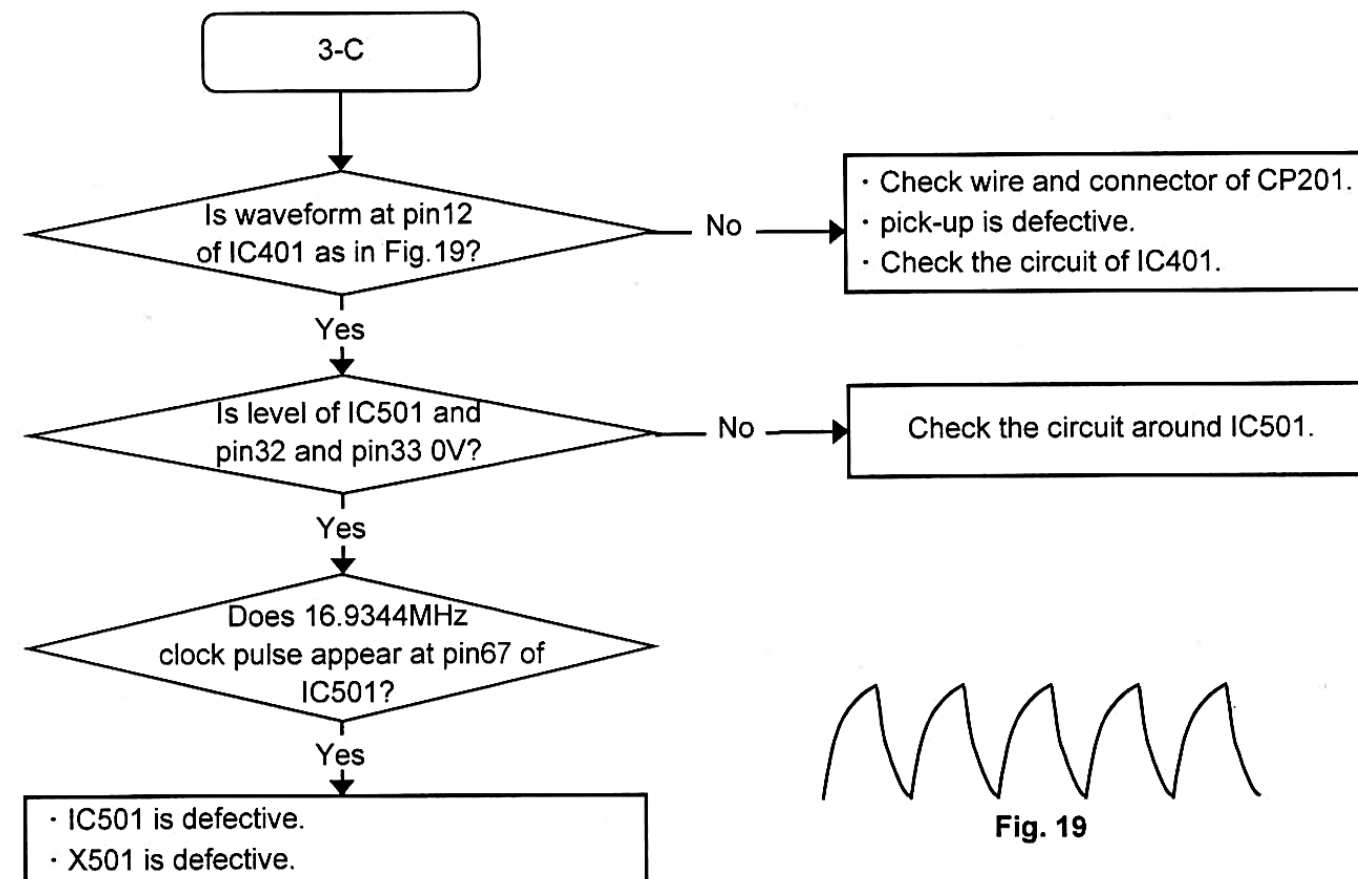 3-C
Is waveform at pin12
of IC401 as in Fig.19?
No
· Check wire and connector of CP201.
· pick-up is defective.
· Check the circuit of IC401.
Yes
Is level of IC501 and
pin32 and pin33 0V?
No
Check the circuit around IC501.
Yes
Does 16.9344MHz
clock pulse appear at pin67 of
IC501?
Yes
· IC501 is defective.
· X501 is defective.
Fig. 19